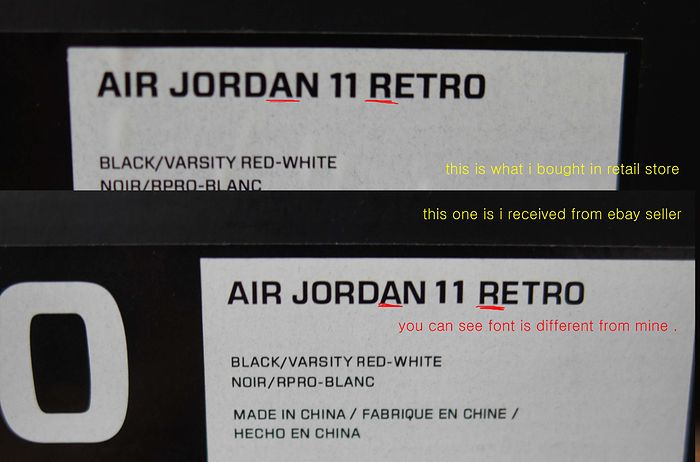 AIR JORDAN 11 RETRO
BLACK/VARSITY RED-WHITE
this is what i bought in retail store
NOIR/RPRO-BLANC
this one is i received from ebay seller
O
AIR JORDAN 11 RETRO
you can see font is different from mine .
BLACK/VARSITY RED-WHITE
NOIR/RPRO-BLANC
MADE IN CHINA / FABRIQUE EN CHINE /
HECHO EN CHINA